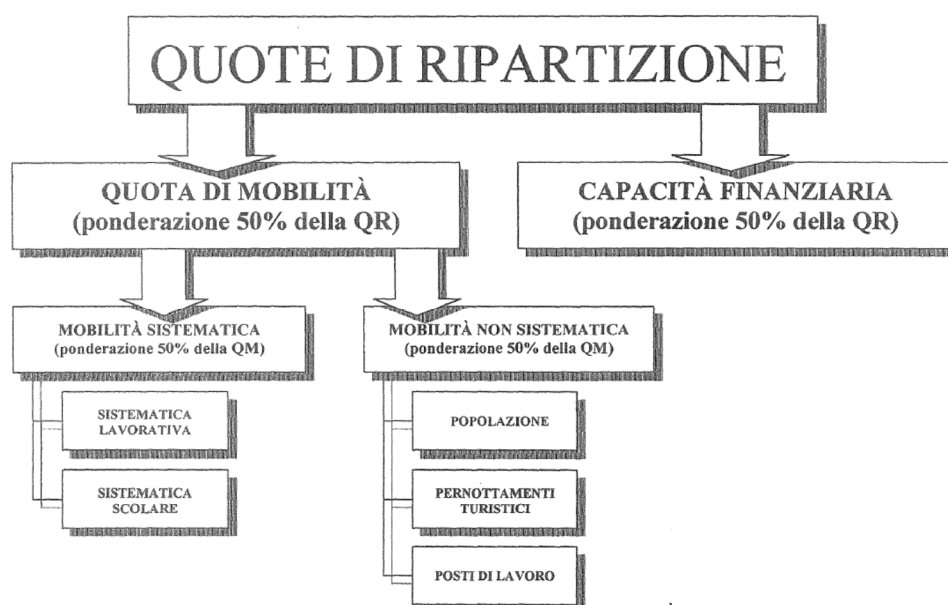 QUOTE DI RIPARTIZIONE
QUOTA DI MOBILITÀ
(ponderazione 50% della QR)
CAPACITÀ FINANZIARIA
(ponderazione 50% della QR)
MOBILITÀ SISTEMATICA
(ponderazione 50% della QM)
SISTEMATICA
LAVORATIVA
SISTEMATICA
SCOLARE
MOBILITÀ NON SISTEMATICA
(ponderazione 50% della QM)
POPOLAZIONE
PERNOTTAMENTI
TURISTICI
POSTI DI LAVORO